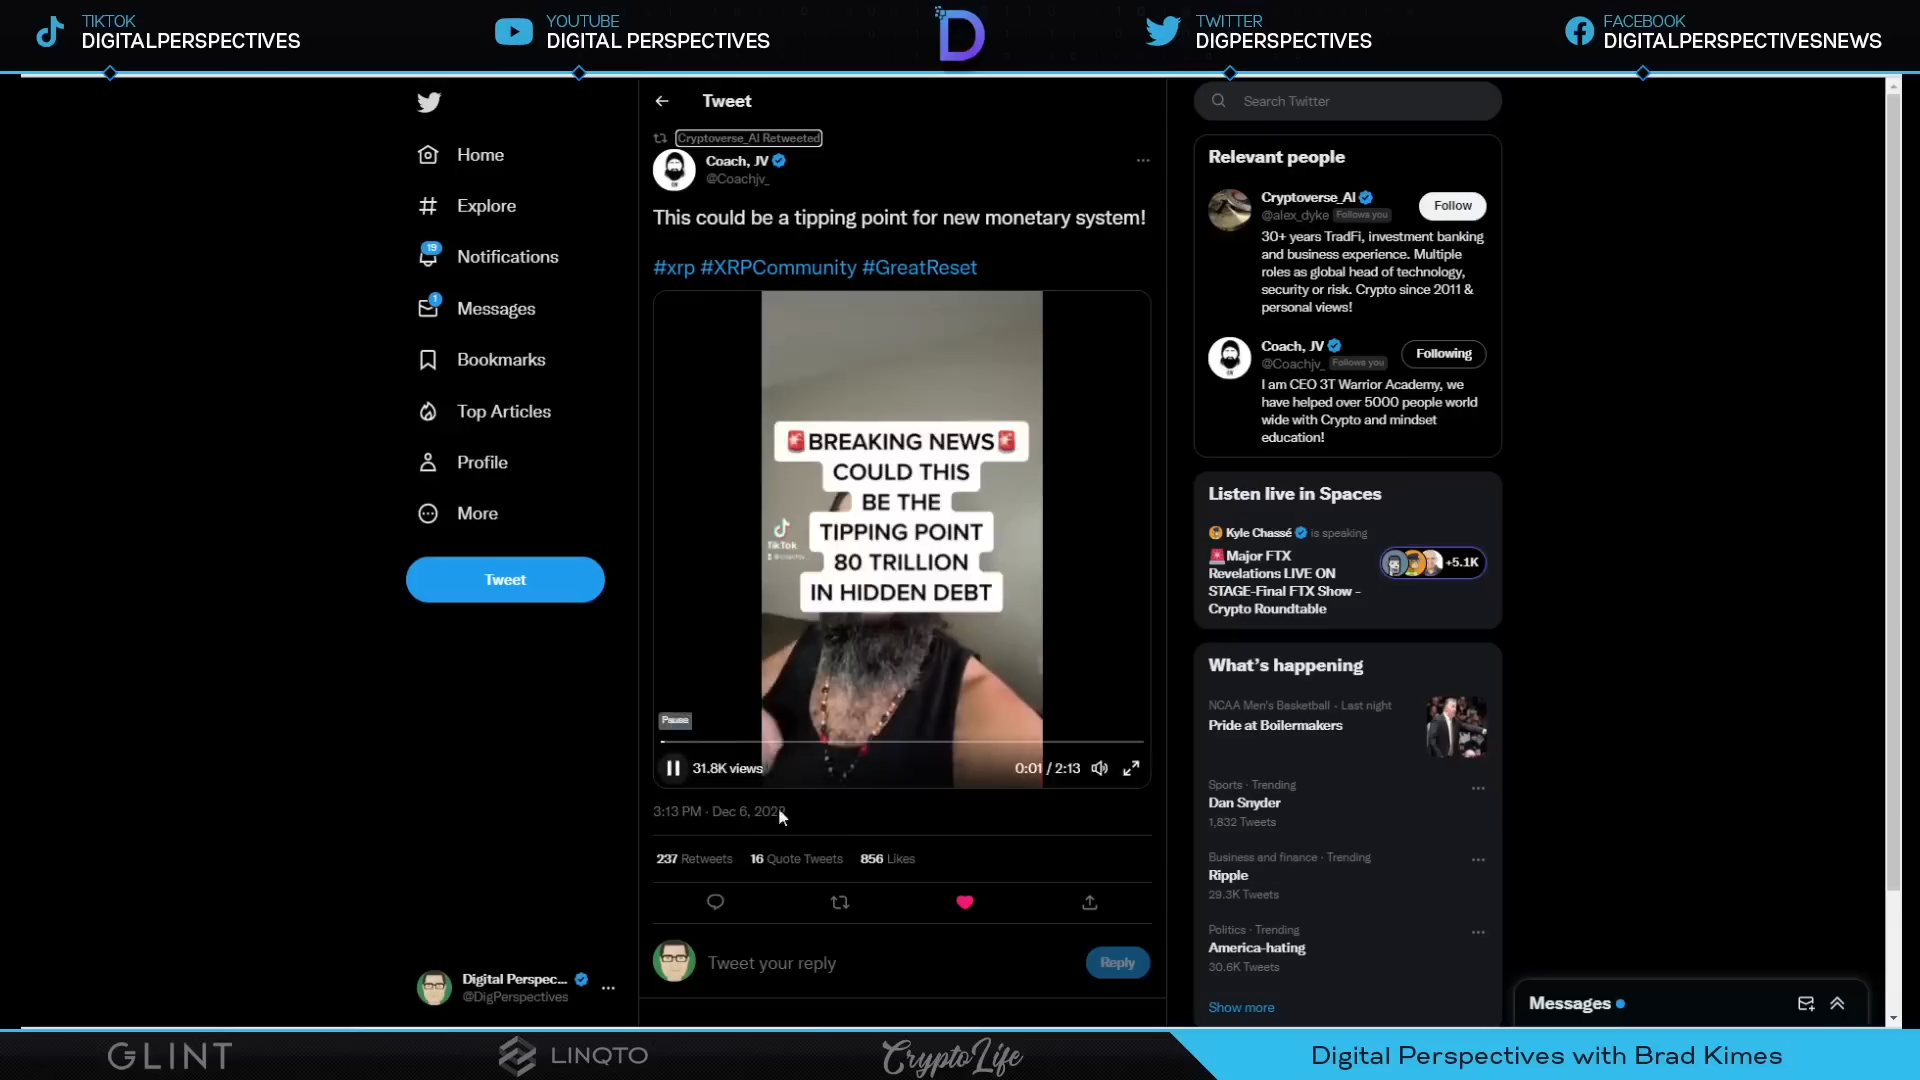 TIKTOK
DIGITALPERSPECTIVES
YOUTUBE
DIGITAL PERSPECTIVES
D
TWITTER
DIGPERSPECTIVES
FACEBOOK
DIGITALPERSPECTIVESNEWS
Home
Explore
19
Notifications
1
Messages
Bookmarks
Top Articles
Profile
More
Tweet
Digital Perspec...
@DigPerspectives
Tweet
Cryptoverse_AI Retweeted
Coach, JV
@Coachjv_
This could be a tipping point for new monetary system!
#xrp #XRPCommunity #GreatReset
🚨BREAKING NEWS🚨
COULD THIS
BE THE
TIPPING POINT
80 TRILLION
IN HIDDEN DEBT
TikTok
Pause
31.8K views
0:01 / 2:13
3:13 PM · Dec 6, 202
237 Retweets 16 Quote Tweets 856 Likes
Tweet your reply
Reply
Search Twitter
Relevant people
Cryptoverse_AI
@alex_dyke Follows you
Follow
30+ years TradFi, investment banking
and business experience. Multiple
roles as global head of technology,
security or risk. Crypto since 2011 &
personal views!
Coach, JV
@Coachjv_ Follows you
Following
I am CEO 3T Warrior Academy, we
have helped over 5000 people world
wide with Crypto and mindset
education!
Listen live in Spaces
Kyle Chassé is speaking
🚨Major FTX
Revelations LIVE ON
STAGE-Final FTX Show -
Crypto Roundtable
+5.1K
What's happening
NCAA Men's Basketball · Last night
Pride at Boilermakers
Sports · Trending
Dan Snyder
1,832 Tweets
Business and finance · Trending
Ripple
29.3K Tweets
Politics · Trending
America-hating
30.6K Tweets
Show more
Messages
GLINT
LINQTO
CryptoLife
Digital Perspectives with Brad Kimes